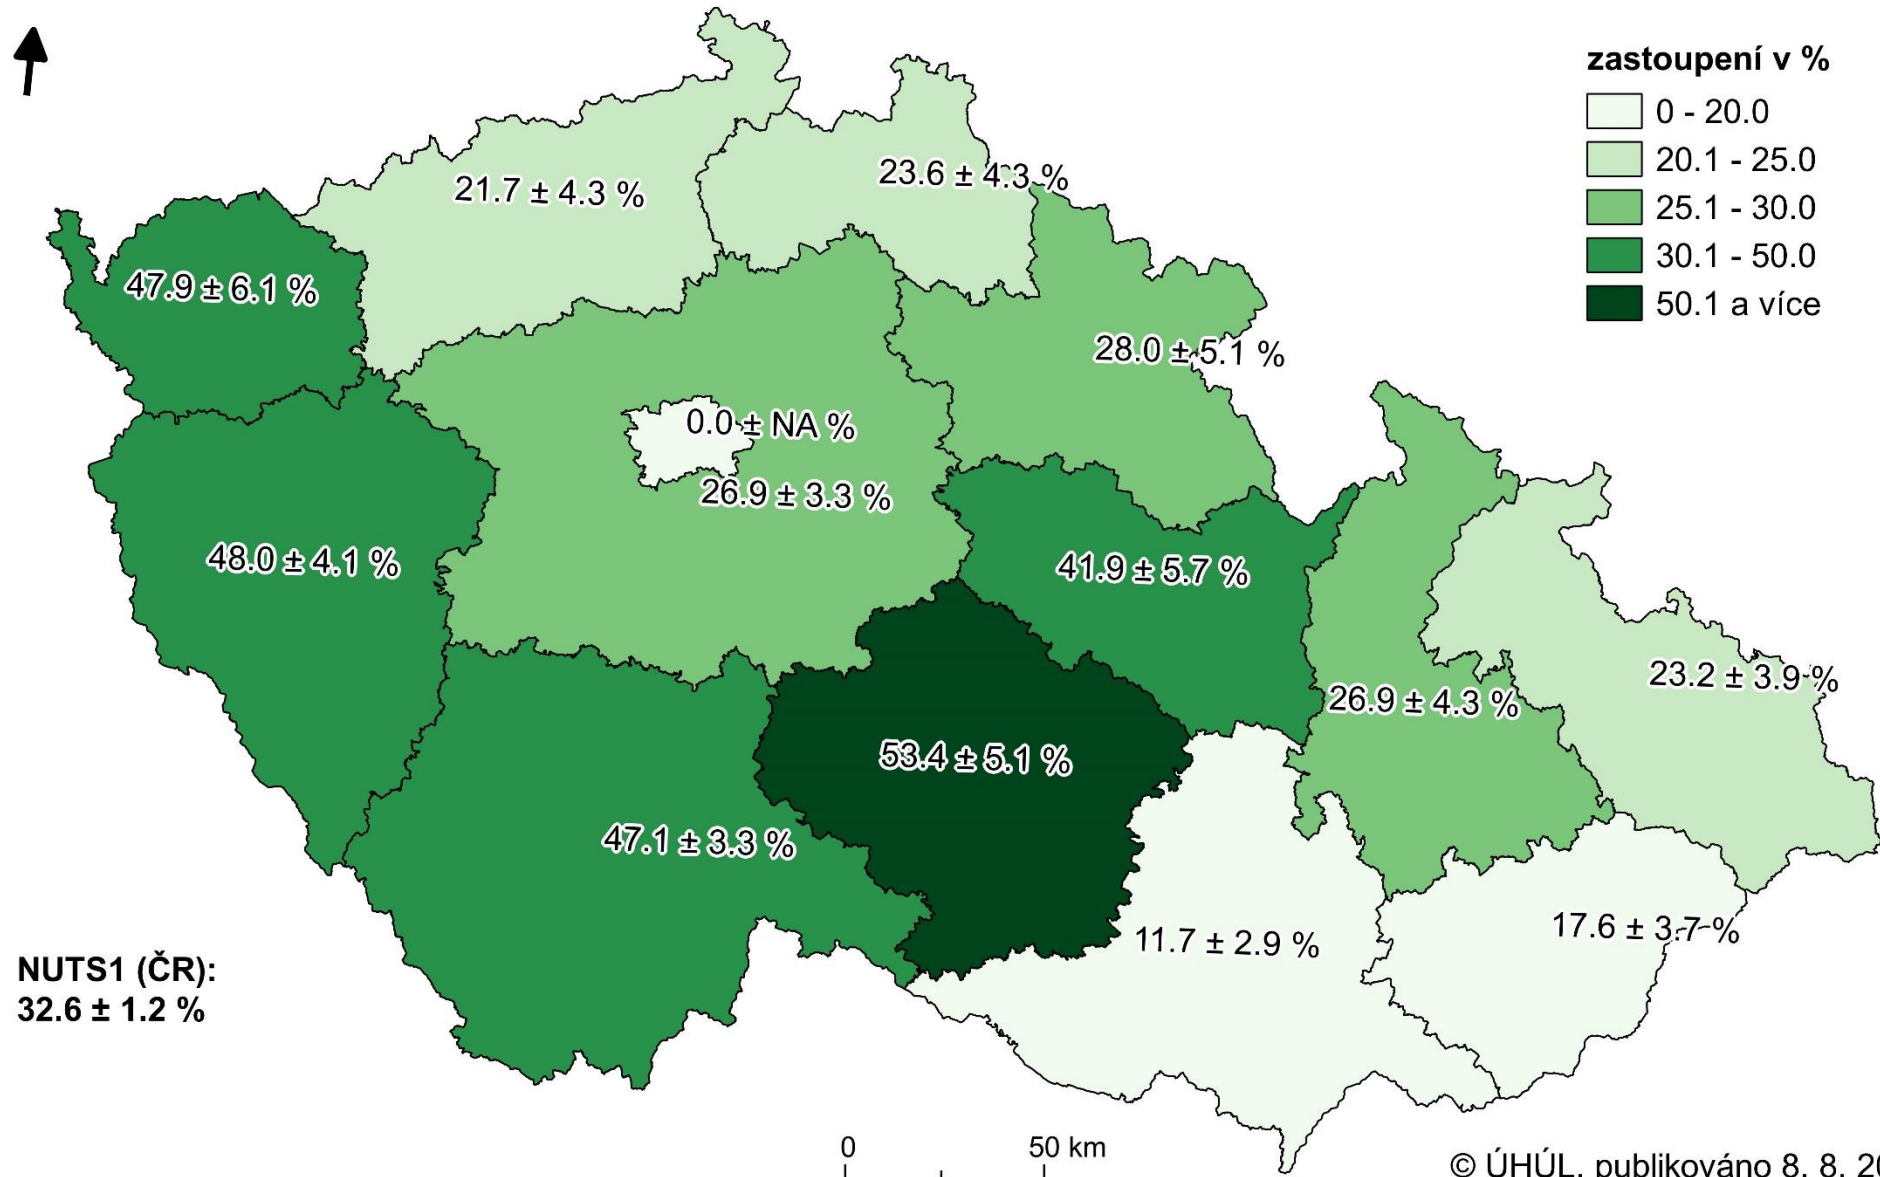 zastoupení v %
0 - 20.0
20.1 - 25.0
25.1 - 30.0
30.1 - 50.0
50.1 a více
23.6 ± 4.3 %
21.7 ± 4.3 %
47.9 ± 6.1 %
28.0 ± 5.1 %
0.0 ± NA %
26.9 ± 3.3 %
48.0 ± 4.1 %
41.9 ± 5.7 %
23.2 ± 3.9 %
26.9 ± 4.3 %
53.4 ± 5.1 %
47.1 ± 3.3 %
17.6 ± 3.7 %
11.7 ± 2.9 %
NUTS1 (ČR):
32.6 ± 1.2 %
0 50 km
© ÚHÚL, publikováno 8. 8.